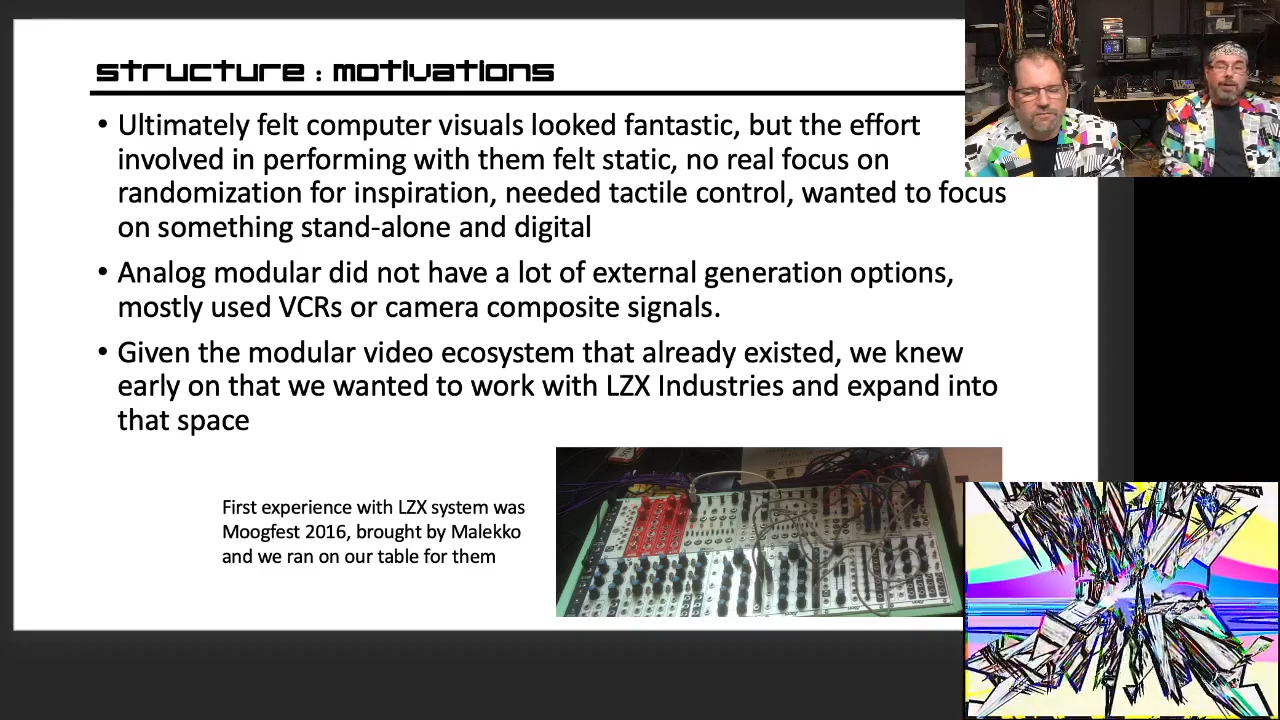 structure : motivations
• Ultimately felt computer visuals looked fantastic, but the effort
involved in performing with them felt static, no real focus on
randomization for inspiration, needed tactile control, wanted to focus
on something stand-alone and digital
• Analog modular did not have a lot of external generation options,
mostly used VCRs or camera composite signals.
• Given the modular video ecosystem that already existed, we knew
early on that we wanted to work with LZX Industries and expand into
that space
First experience with LZX system was
Moogfest 2016, brought by Malekko
and we ran on our table for them